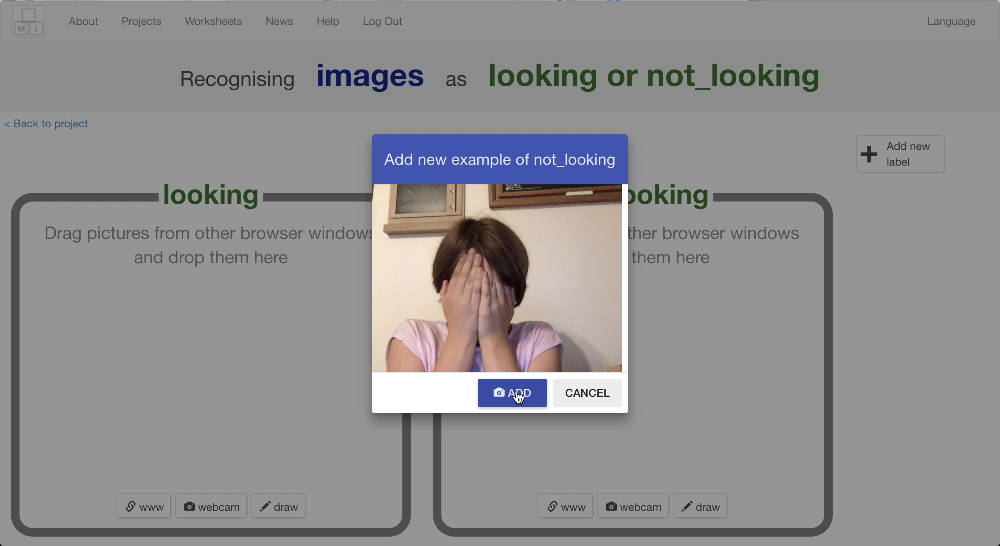 M L
About Projects Worksheets News Help Log Out Language
Recognising images as looking or not_looking
< Back to project
Add new
label
Add new example of not_looking
looking
ooking
Drag pictures from other browser windows
and drop them here
ther browser windows
them here
ADD CANCEL
www webcam draw
www webcam draw